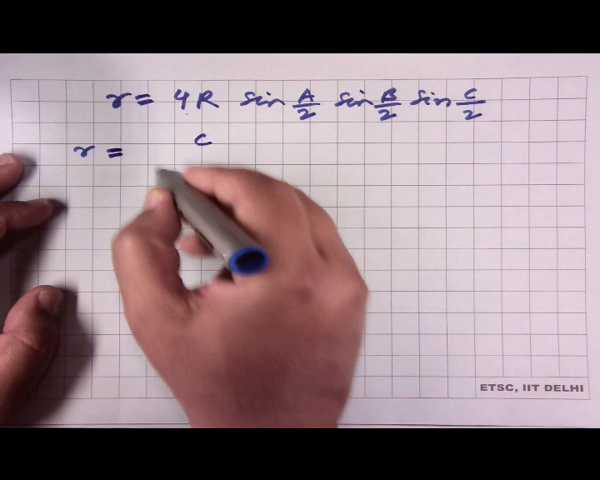 r = 4R sin A/2 sin B/2 sin C/2
r = C
ETSC, IIT DELHI